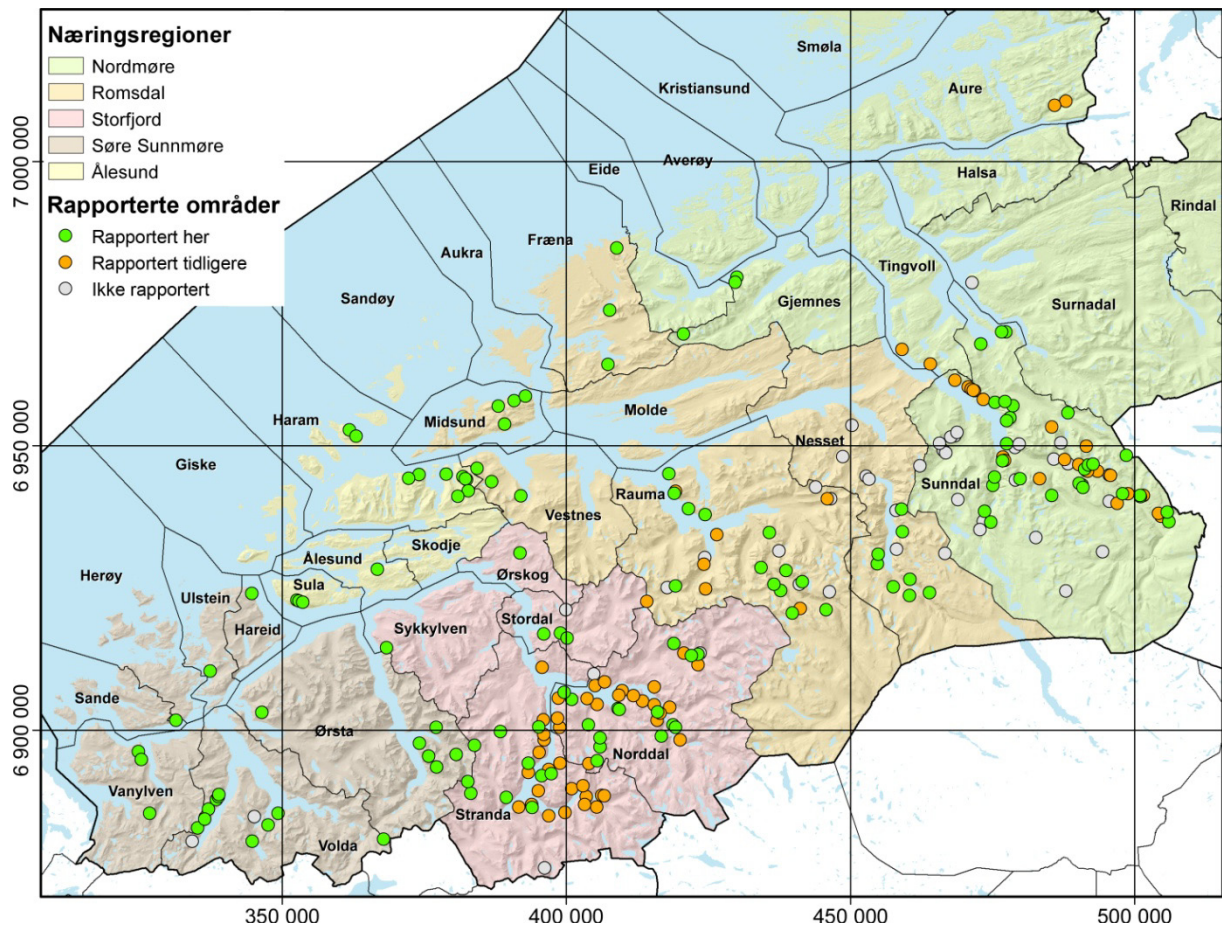 Næringsregioner
Nordmøre
Romsdal
Storfjord
Søre Sunnmøre
Ålesund
Rapporterte områder
Rapportert her
Rapportert tidligere
Ikke rapportert
Smøla
Kristiansund
Aure
Eide
Averøy
Halsa
Rindal
Aukra
Fræna
Tingvoll
Sandøy
Gjemnes
Surnadal
Haram
Midsund
Molde
Nesset
Giske
Rauma
Sunndal
Vestnes
Skodje
Ålesund
Herøy
Sula
Ørskog
Ulstein
Hareid
Stordal
Sykkylven
Sande
Ørsta
Norddal
Vanylven
Stranda
Volda
7 000 000
6 950 000
6 900 000
350 000
400 000
450 000
500 000